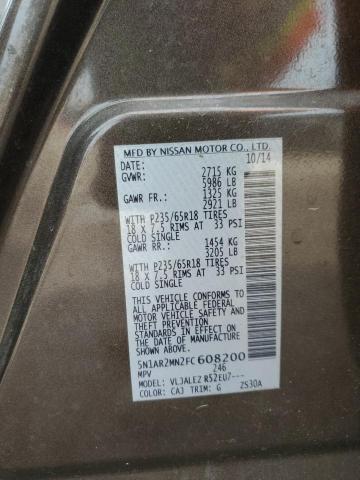 MFD BY NISSAN MOTOR CO., LTD.
DATE: 10/14
GVWR: 2715 KG
5986 LB
GAWR FR.: 1325 KG
2921 LB
WITH P235/65R18 TIRES
18 X 7.5 RIMS AT 33 PSI
COLD SINGLE
GAWR RR.: 1454 KG
3205 LB
WITH P235/65R18 TIRES
18 X 7.5 RIMS AT 33 PSI
COLD SINGLE
THIS VEHICLE CONFORMS TO
ALL APPLICABLE FEDERAL
MOTOR VEHICLE SAFETY AND
STANDARDS IN EFFECT ON
THE DATE OF MANUFACTURE
SHOWN ABOVE.
5N1AR2MN2FC608200
MPV 246
MODEL: VLJALEZ R52EU7---
COLOR: CAJ TRIM: G ZS30A